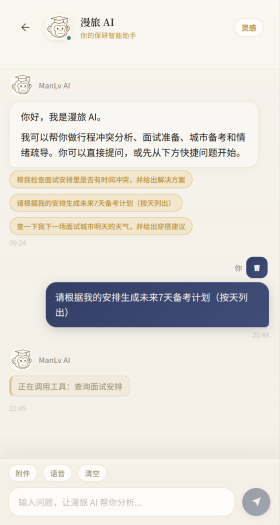 漫旅 AI
你的保研智能助手
灵感
ManLv AI
你好，我是漫旅 AI。
我可以帮你做行程冲突分析、面试准备、城市备考和情
绪疏导。你可以直接提问，或先从下方快捷问题开始。
帮我检查面试安排里是否有时间冲突，并给出解决方案
请根据我的安排生成未来7天备考计划（按天列出）
查一下我下一场面试城市明天的天气，并给出穿搭建议
09:24
你
请根据我的安排生成未来7天备考计划（按天列
出）
21:49
ManLv AI
正在调用工具：查询面试安排
21:49
附件
语音
清空
输入问题，让漫旅 AI 帮你分析...